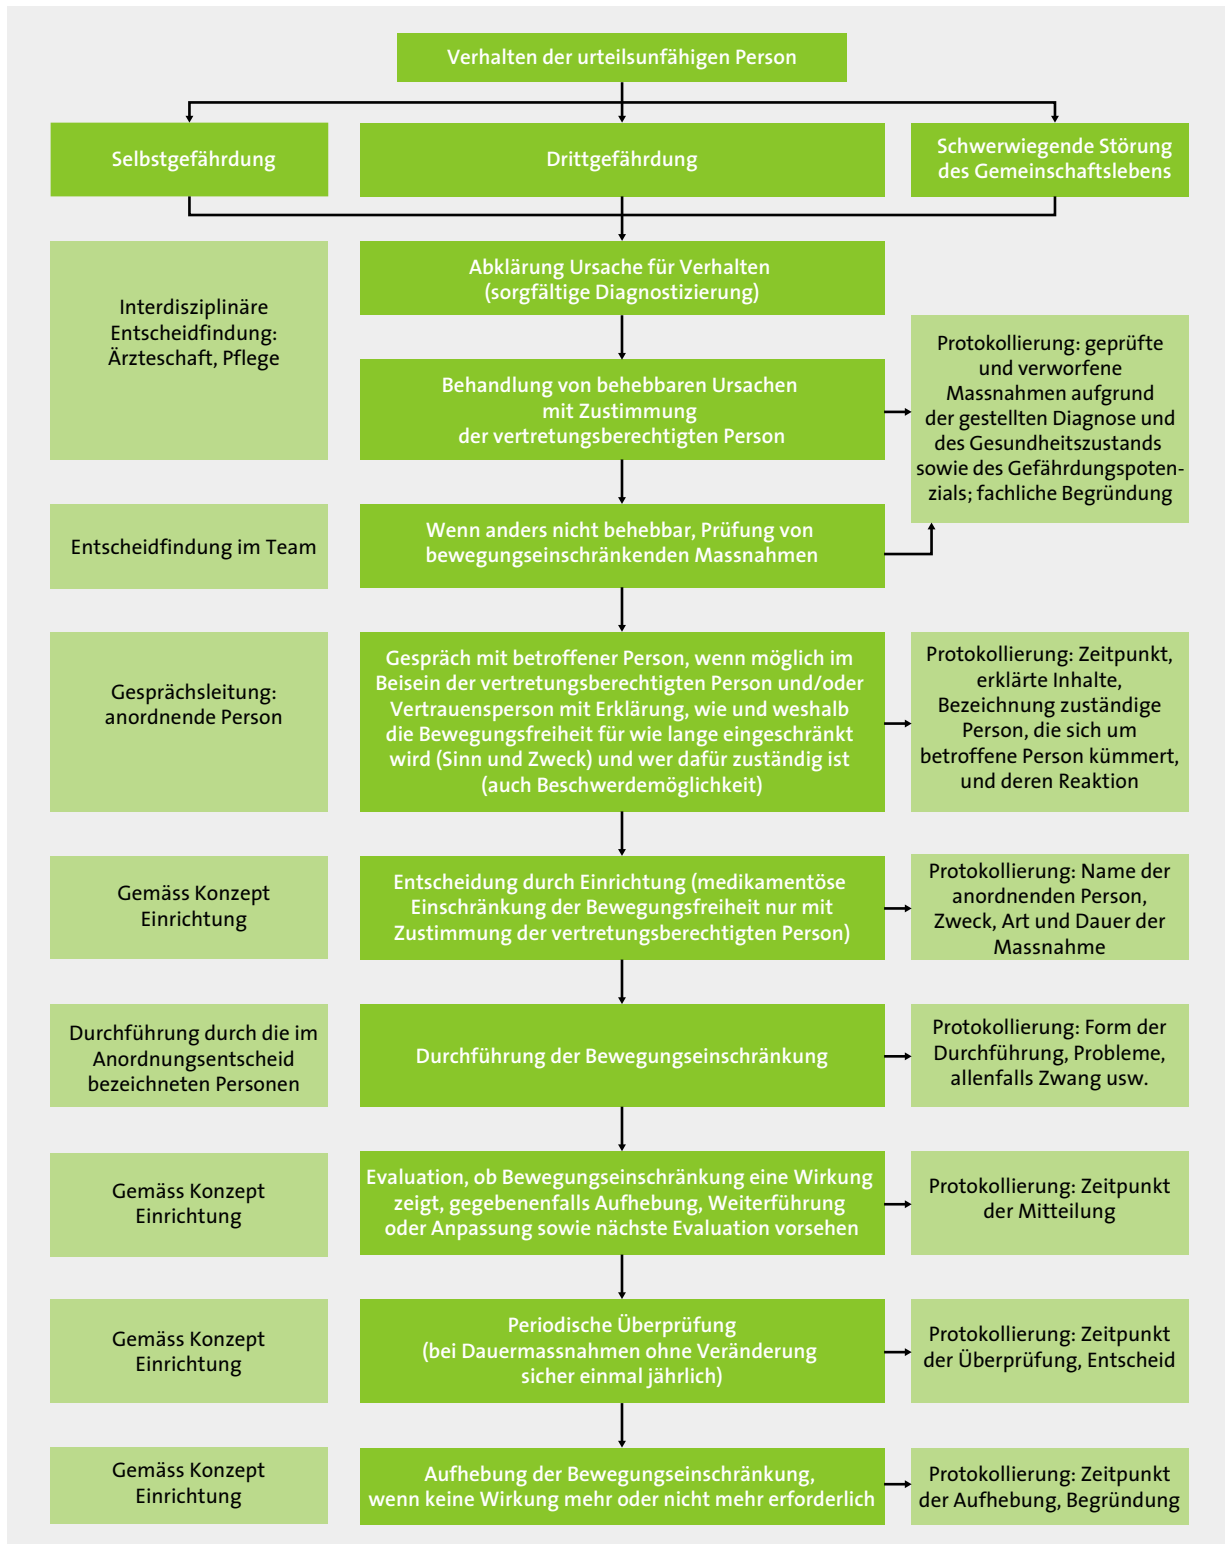 Verhalten der urteilsunfähigen Person
Selbstgefährdung
Drittgefährdung
Schwerwiegende Störung
des Gemeinschaftslebens
Interdisziplinäre
Entscheidfindung:
Ärzteschaft, Pflege
Abklärung Ursache für Verhalten
(sorgfältige Diagnostizierung)
Behandlung von behebbaren Ursachen
mit Zustimmung
der vertretungsberechtigten Person
Protokollierung: geprüfte
und verworfene
Massnahmen aufgrund
der gestellten Diagnose und
des Gesundheitszustands
sowie des Gefährdungspoten-
zials; fachliche Begründung
Entscheidfindung im Team
Wenn anders nicht behebbar, Prüfung von
bewegungseinschränkenden Massnahmen
Gesprächsleitung:
anordnende Person
Gespräch mit betroffener Person, wenn möglich im
Beisein der vertretungsberechtigten Person und/oder
Vertrauensperson mit Erklärung, wie und weshalb
die Bewegungsfreiheit für wie lange eingeschränkt
wird (Sinn und Zweck) und wer dafür zuständig ist
(auch Beschwerdemöglichkeit)
Protokollierung: Zeitpunkt,
erklärte Inhalte,
Bezeichnung zuständige
Person, die sich um
betroffene Person kümmert,
und deren Reaktion
Gemäss Konzept
Einrichtung
Entscheidung durch Einrichtung (medikamentöse
Einschränkung der Bewegungsfreiheit nur mit
Zustimmung der vertretungsberechtigten Person)
Protokollierung: Name der
anordnenden Person,
Zweck, Art und Dauer der
Massnahme
Durchführung durch die im
Anordnungsentscheid
bezeichneten Personen
Durchführung der Bewegungseinschränkung
Protokollierung: Form der
Durchführung, Probleme,
allenfalls Zwang usw.
Gemäss Konzept
Einrichtung
Evaluation, ob Bewegungseinschränkung eine Wirkung
zeigt, gegebenenfalls Aufhebung, Weiterführung
oder Anpassung sowie nächste Evaluation vorsehen
Protokollierung: Zeitpunkt
der Mitteilung
Gemäss Konzept
Einrichtung
Periodische Überprüfung
(bei Dauermassnahmen ohne Veränderung
sicher einmal jährlich)
Protokollierung: Zeitpunkt
der Überprüfung, Entscheid
Gemäss Konzept
Einrichtung
Aufhebung der Bewegungseinschränkung,
wenn keine Wirkung mehr oder nicht mehr erforderlich
Protokollierung: Zeitpunkt
der Aufhebung, Begründung